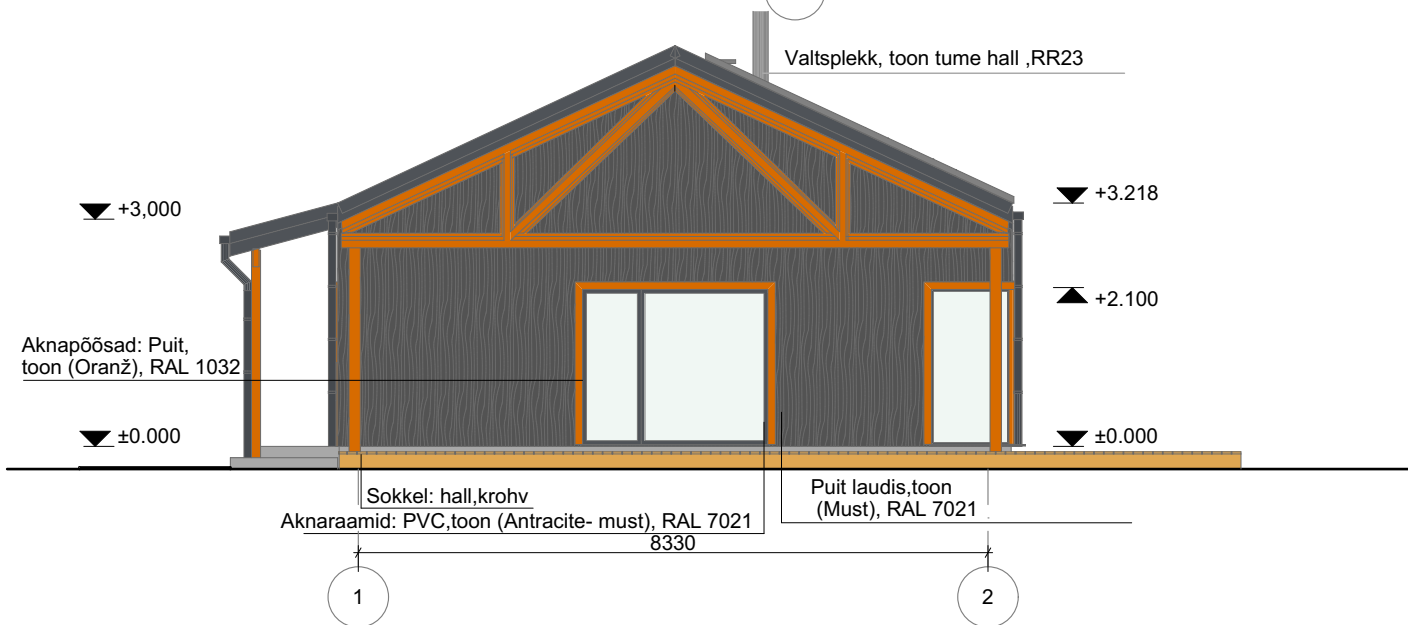 Valtsplekk, toon tume hall ,RR23
+3,000
+3.218
+2.100
Aknapõõsad: Puit,
toon (Oranž), RAL 1032
±0.000
±0.000
Sokkel: hall,krohv
Puit laudis,toon
(Must), RAL 7021
Aknaraamid: PVC,toon (Antracite- must), RAL 7021
8330
1
2